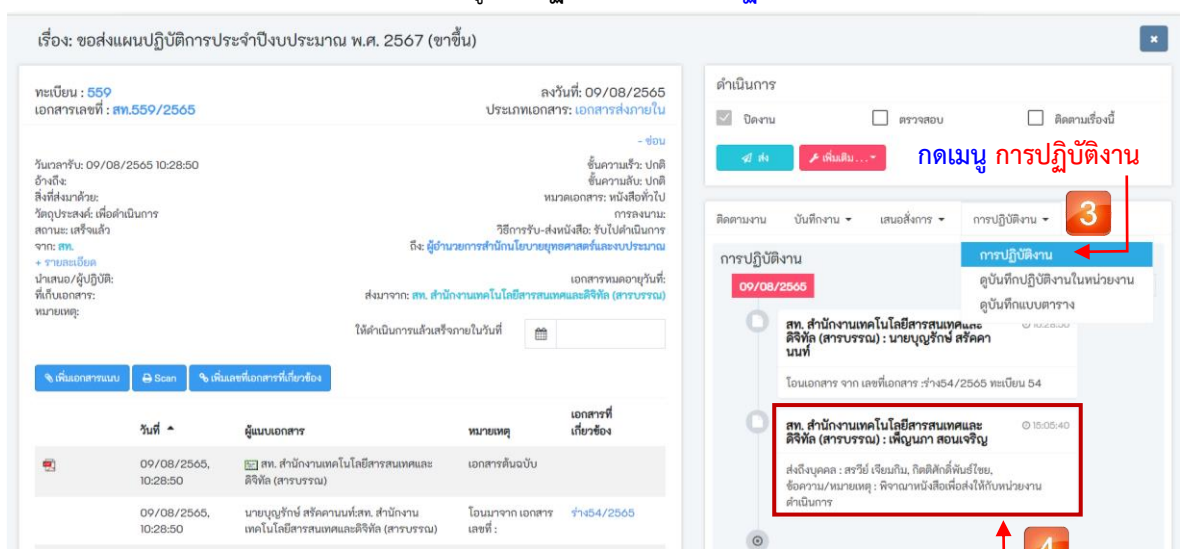 เรื่อง: ขอส่งแผนปฏิบัติการประจำปีงบประมาณ พ.ศ. 2567 (ขาขึ้น)
×
ทะเบียน : 559
ลงวันที่: 09/08/2565
เอกสารเลขที่ : สท.559/2565
ประเภทเอกสาร: เอกสารส่งภายใน
- ซ่อน
วันเวลารับ: 09/08/2565 10:28:50
ชั้นความเร็ว: ปกติ
อ้างถึง:
ชั้นความลับ: ปกติ
สิ่งที่ส่งมาด้วย:
หมวดเอกสาร: หนังสือทั่วไป
วัตถุประสงค์: เพื่อดำเนินการ
การลงนาม:
สถานะ: เสร็จแล้ว
วิธีการรับ-ส่งหนังสือ: รับไปดำเนินการ
จาก: สท.
ถึง: ผู้อำนวยการสำนักนโยบายยุทธศาสตร์และงบประมาณ
+ รายละเอียด
นำเสนอ/ผู้ปฏิบัติ:
เอกสารหมดอายุวันที่:
ที่เก็บเอกสาร:
ส่งมาจาก: สท. สำนักงานเทคโนโลยีสารสนเทศและดิจิทัล (สารบรรณ)
หมายเหตุ:
ให้ดำเนินการแล้วเสร็จภายในวันที่
เพิ่มเอกสารแนบ
Scan
เพิ่มเลขที่เอกสารที่เกี่ยวข้อง
วันที่
ผู้แนบเอกสาร
หมายเหตุ
เอกสารที่
เกี่ยวข้อง
09/08/2565,
10:28:50
สท. สำนักงานเทคโนโลยีสารสนเทศและ
ดิจิทัล (สารบรรณ)
เอกสารต้นฉบับ
09/08/2565,
10:28:50
นายบุญรักษ์ สรัคคานนท์:สท. สำนักงาน
เทคโนโลยีสารสนเทศและดิจิทัล (สารบรรณ)
โอนมาจาก เอกสาร
เลขที่ :
ร่าง54/2565
ดำเนินการ
ปิดงาน
ตรวจสอบ
ติดตามเรื่องนี้
ส่ง
เพิ่มเติม...
กดเมนู การปฏิบัติงาน
3
ติดตามงาน
บันทึกงาน
เสนอสั่งการ
การปฏิบัติงาน
การปฏิบัติงาน
ดูบันทึกปฏิบัติงานในหน่วยงาน
ดูบันทึกแบบตาราง
การปฏิบัติงาน
09/08/2565
สท. สำนักงานเทคโนโลยีสารสนเทศและ
10:28:50
ดิจิทัล (สารบรรณ) : นายบุญรักษ์ สรัคคา
นนท์
โอนเอกสาร จาก เลขที่เอกสาร :ร่าง54/2565 ทะเบียน 54
สท. สำนักงานเทคโนโลยีสารสนเทศและ
15:05:40
ดิจิทัล (สารบรรณ) : เพ็ญนภา สอนเจริญ
ส่งถึงบุคคล : สรวีย์ เจียมกิม, กิตติศักดิ์พันธ์ไชย,
ข้อความ/หมายเหตุ : พิจาณาหนังสือเพื่อส่งให้กับหน่วยงาน
ดำเนินการ